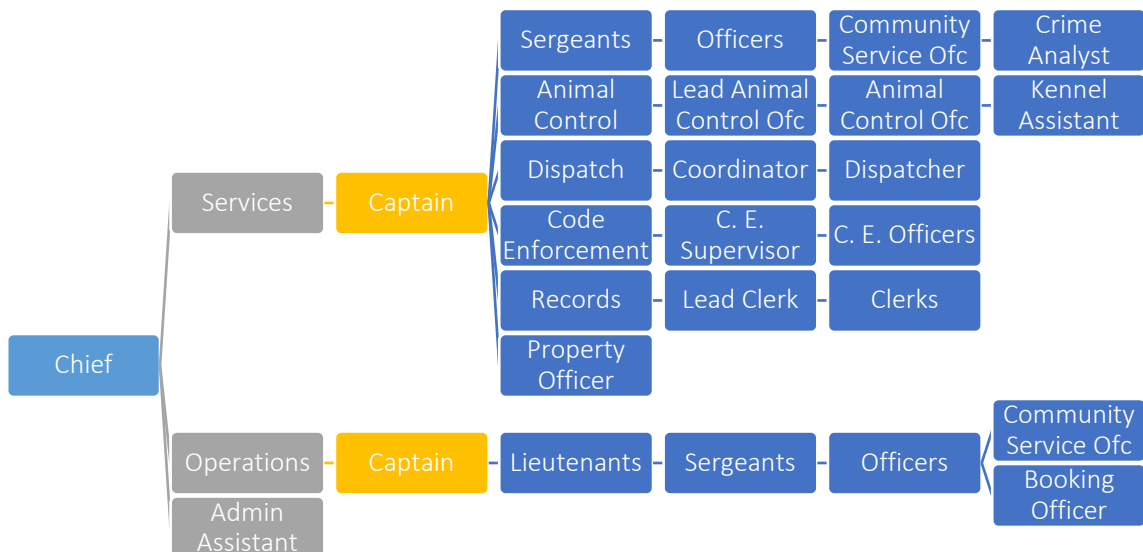 Sergeants
Officers
Community
Service Ofc
Crime
Analyst
Animal
Control
Lead Animal
Control Ofc
Animal
Control Ofc
Kennel
Assistant
Dispatch
Coordinator
Dispatcher
Services
Captain
Code
Enforcement
C. E.
Supervisor
C. E. Officers
Records
Lead Clerk
Clerks
Chief
Property
Officer
Operations
Captain
Lieutenants
Sergeants
Officers
Community
Service Ofc
Booking
Officer
Admin
Assistant